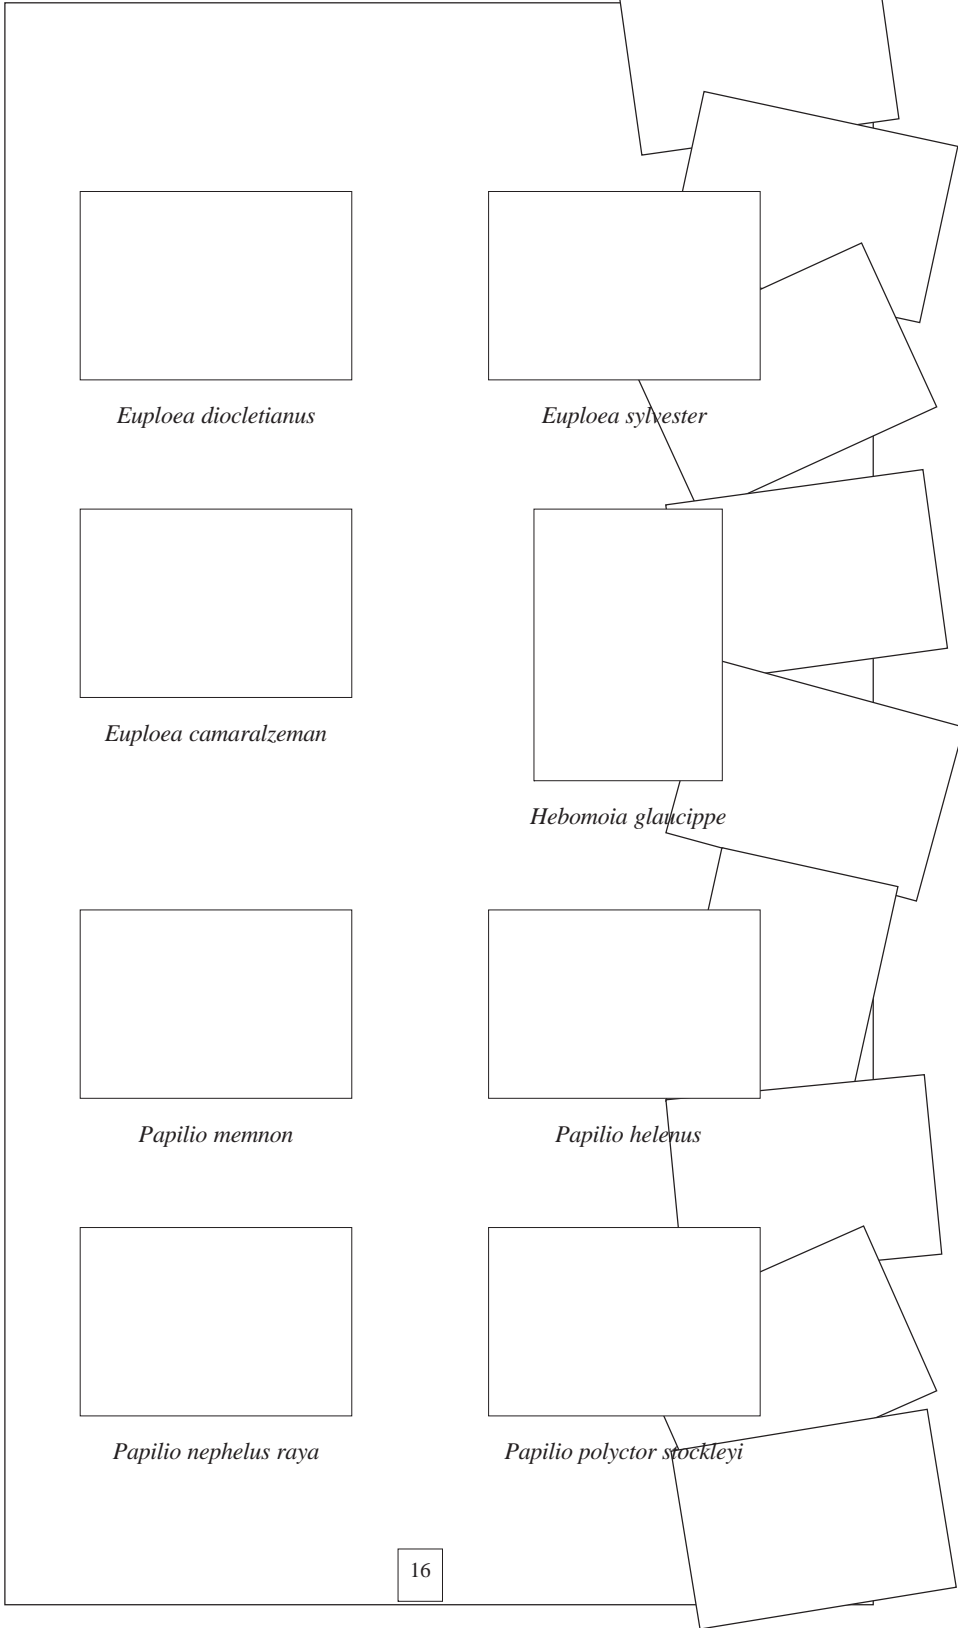 Euploea diocletianus
Euploea sylvester
Euploea camaralzeman
Hebomoia glaucippe
Papilio memnon
Papilio helenus
Papilio nephelus raya
Papilio polyctor stockleyi
16